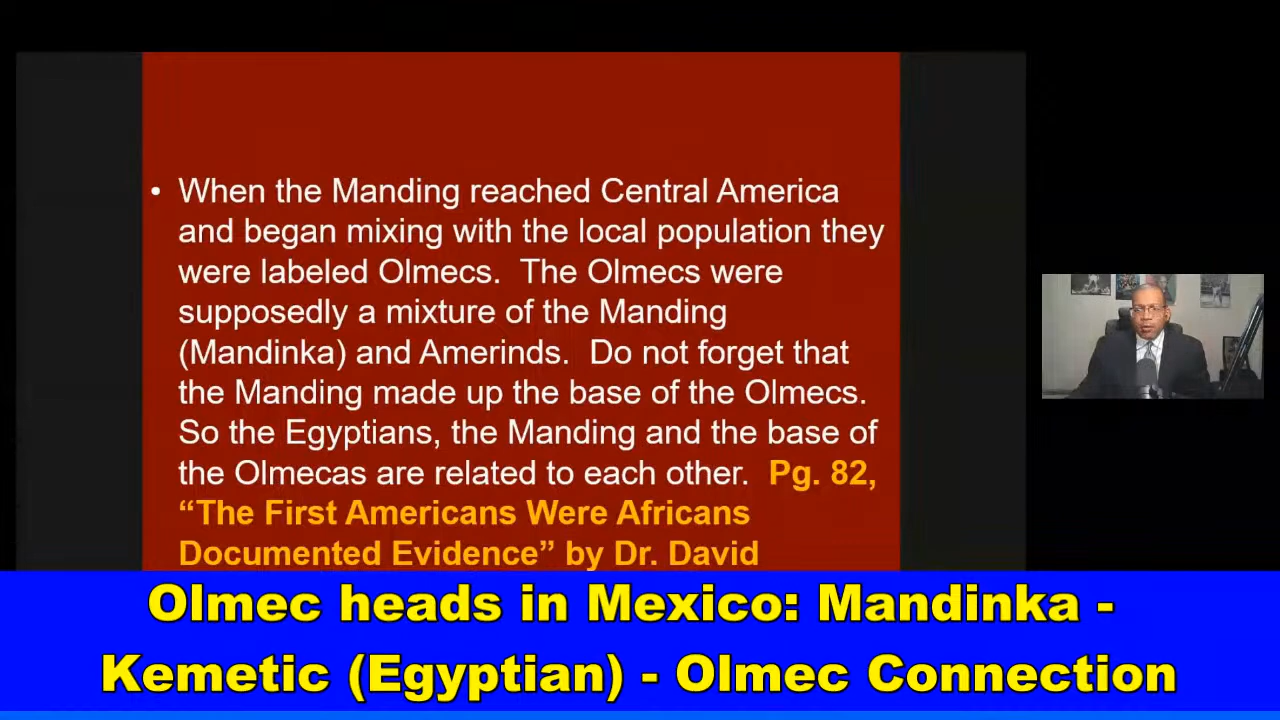 • When the Manding reached Central America
and began mixing with the local population they
were labeled Olmecs.  The Olmecs were
supposedly a mixture of the Manding
(Mandinka) and Amerinds.  Do not forget that
the Manding made up the base of the Olmecs.
So the Egyptians, the Manding and the base of
the Olmecas are related to each other.  Pg. 82,
“The First Americans Were Africans
Documented Evidence” by Dr. David
Olmec heads in Mexico: Mandinka -
Kemetic (Egyptian) - Olmec Connection